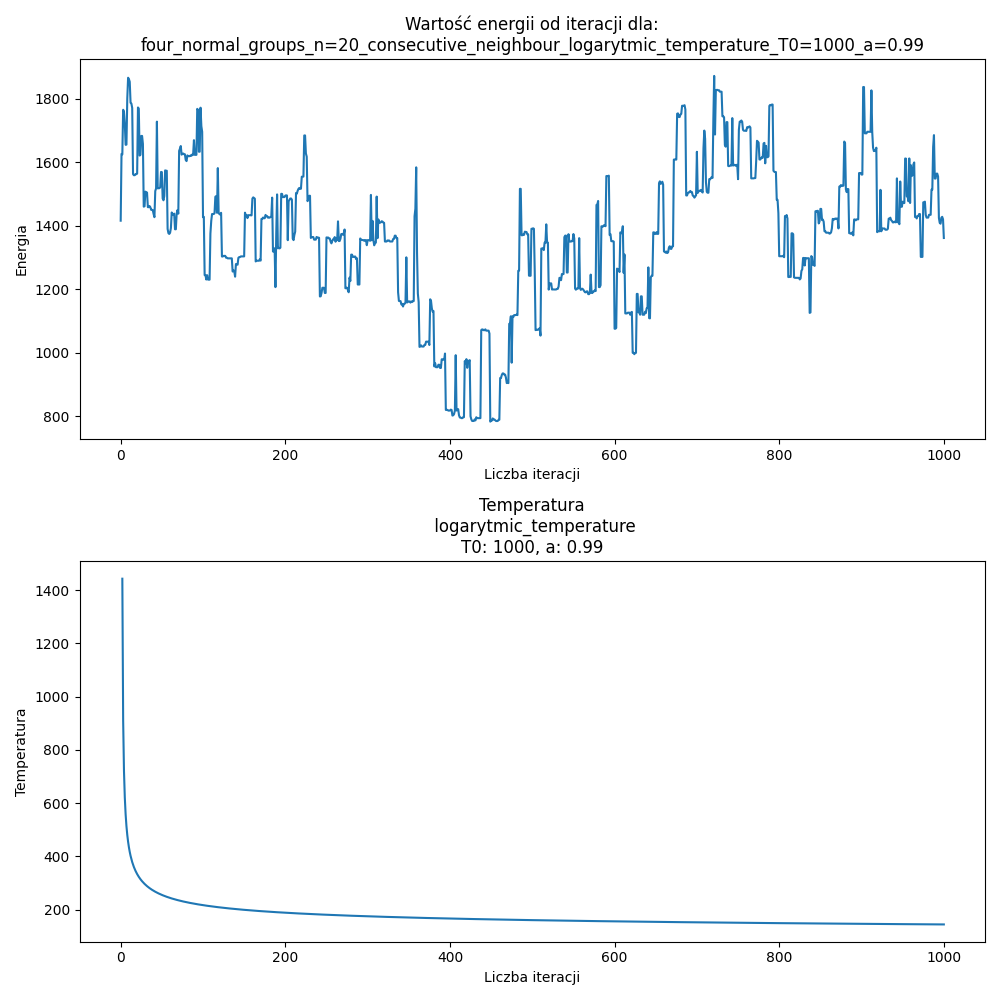 Wartość energii od iteracji dla:
four_normal_groups_n=20_consecutive_neighbour_logarytmic_temperature_T0=1000_a=0.99
1800
1600
1400
1200
1000
800
Energia
0 200 400 600 800 1000
Liczba iteracji
Temperatura
logarytmic_temperature
T0: 1000, a: 0.99
1400
1200
1000
800
600
400
200
Temperatura
0 200 400 600 800 1000
Liczba iteracji